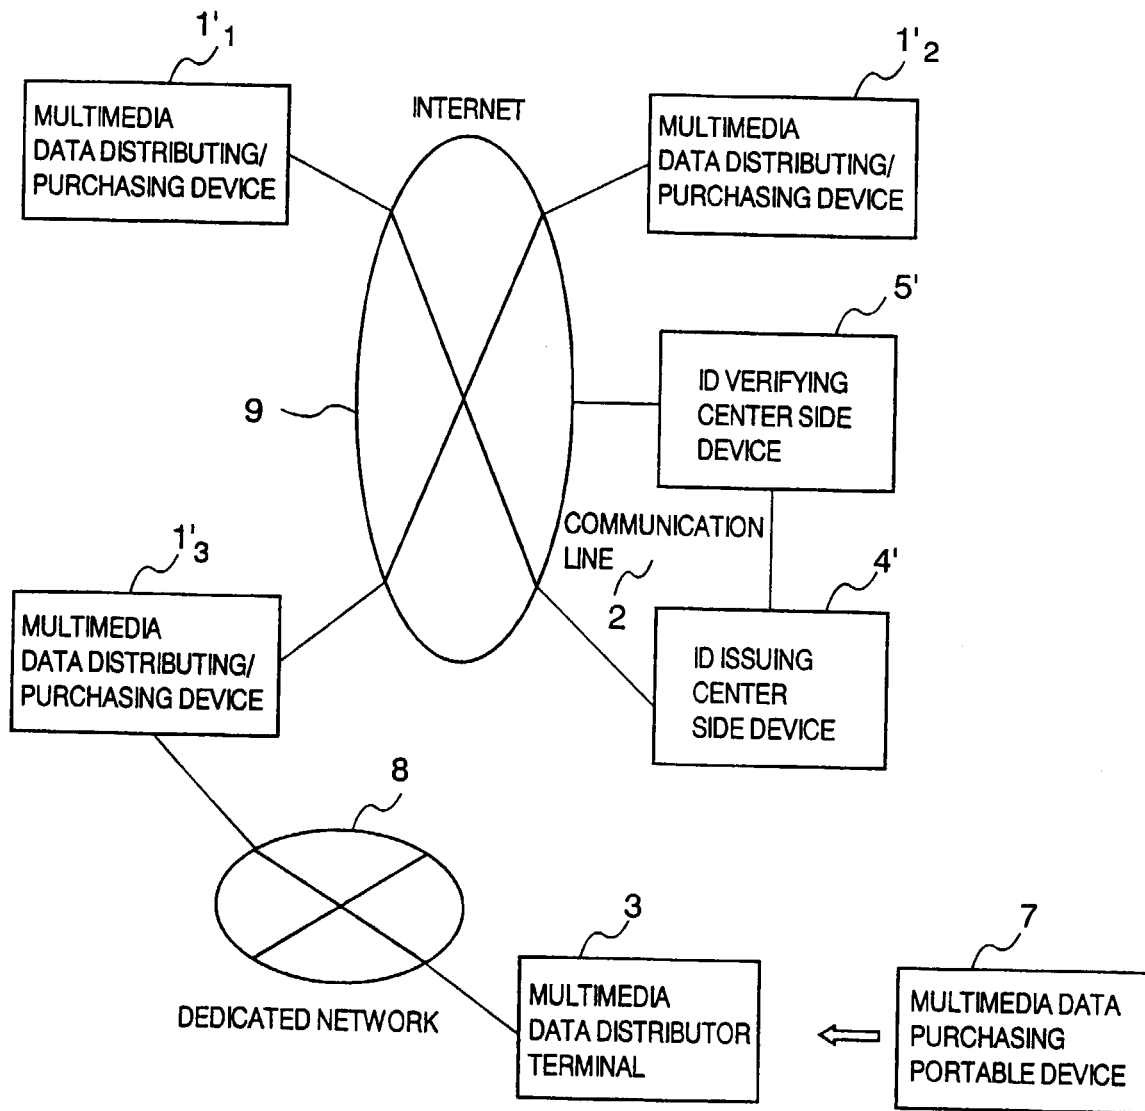 1'1
1'2
MULTIMEDIA
DATA DISTRIBUTING/
PURCHASING DEVICE
INTERNET
MULTIMEDIA
DATA DISTRIBUTING/
PURCHASING DEVICE
5'
ID VERIFYING
CENTER SIDE
DEVICE
9
COMMUNICATION
LINE
2
1'3
4'
MULTIMEDIA
DATA DISTRIBUTING/
PURCHASING DEVICE
ID ISSUING
CENTER
SIDE DEVICE
8
DEDICATED NETWORK
3
MULTIMEDIA
DATA DISTRIBUTOR
TERMINAL
7
MULTIMEDIA DATA
PURCHASING
PORTABLE DEVICE